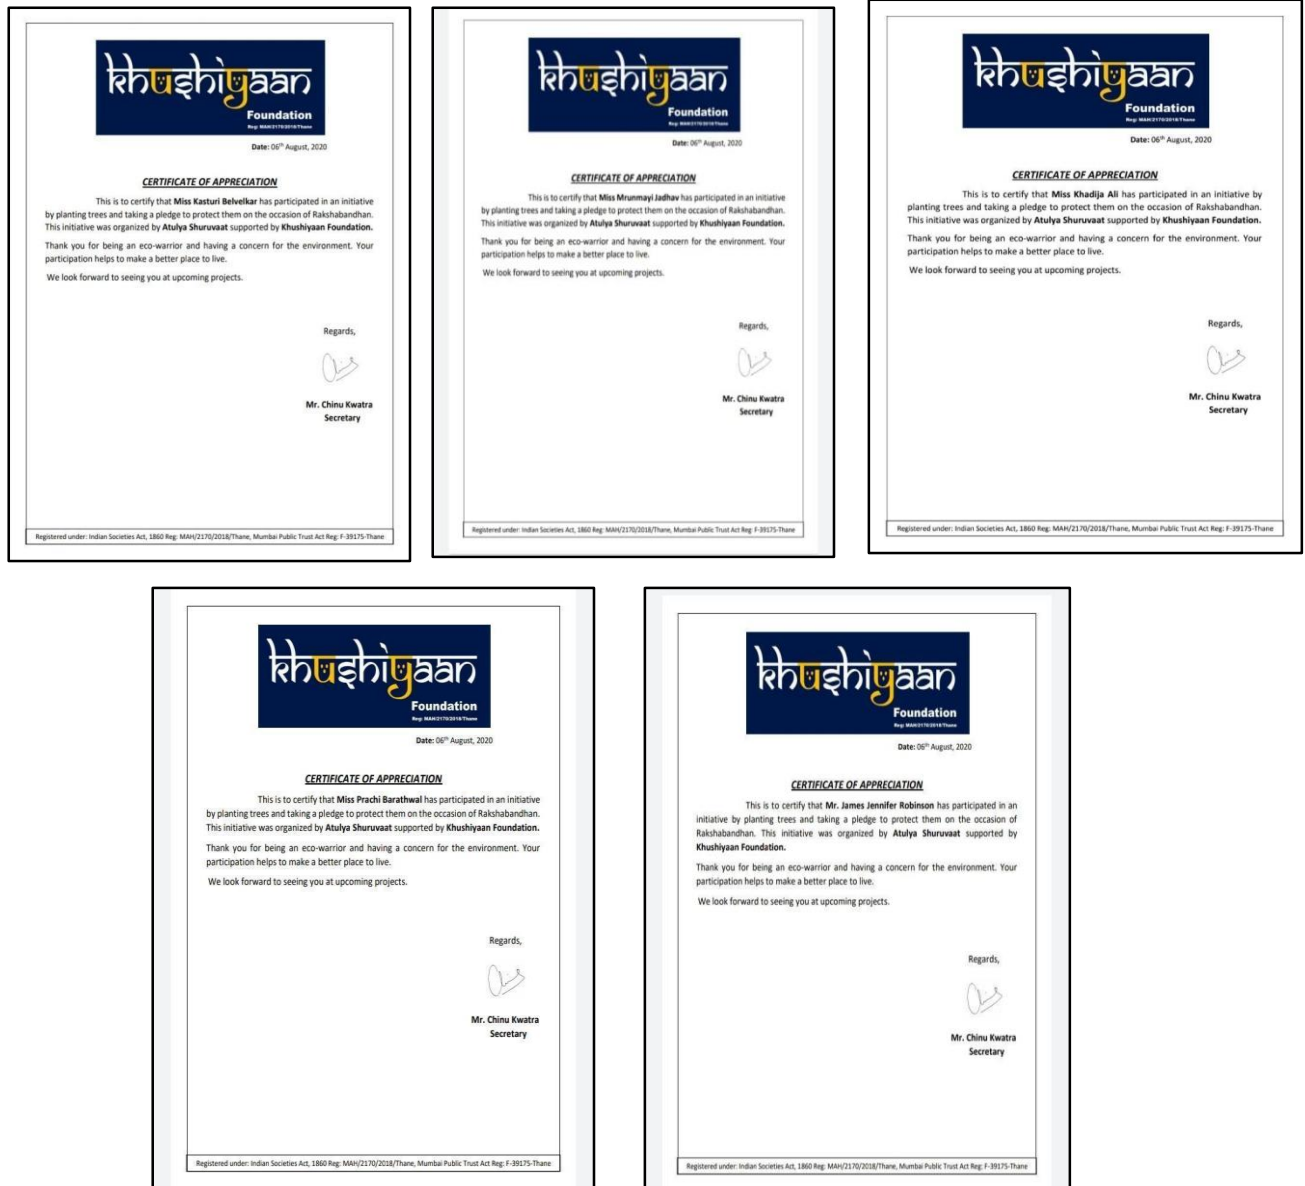 khushiyaan
Foundation
Reg: MAH/2170/2018/Thane
Date: 06th August, 2020
CERTIFICATE OF APPRECIATION
This is to certify that Miss Kasturi Belvelkar has participated in an initiative
by planting trees and taking a pledge to protect them on the occasion of Rakshabandhan.
This initiative was organized by Atulya Shuruvaat supported by Khushiyaan Foundation.
Thank you for being an eco-warrior and having a concern for the environment. Your
participation helps to make a better place to live.
We look forward to seeing you at upcoming projects.
Regards,
Mr. Chinu Kwatra
Secretary
Registered under: Indian Societies Act, 1860 Reg: MAH/2170/2018/Thane, Mumbai Public Trust Act Reg: F-39175-Thane
khushiyaan
Foundation
Reg: MAH/2170/2018/Thane
Date: 06th August, 2020
CERTIFICATE OF APPRECIATION
This is to certify that Miss Mrunmayi Jadhav has participated in an initiative
by planting trees and taking a pledge to protect them on the occasion of Rakshabandhan.
This initiative was organized by Atulya Shuruvaat supported by Khushiyaan Foundation.
Thank you for being an eco-warrior and having a concern for the environment. Your
participation helps to make a better place to live.
We look forward to seeing you at upcoming projects.
Regards,
Mr. Chinu Kwatra
Secretary
Registered under: Indian Societies Act, 1860 Reg: MAH/2170/2018/Thane, Mumbai Public Trust Act Reg: F-39175-Thane
khushiyaan
Foundation
Reg: MAH/2170/2018/Thane
Date: 06th August, 2020
CERTIFICATE OF APPRECIATION
This is to certify that Miss Khadija Ali has participated in an initiative by
planting trees and taking a pledge to protect them on the occasion of Rakshabandhan.
This initiative was organized by Atulya Shuruvaat supported by Khushiyaan Foundation.
Thank you for being an eco-warrior and having a concern for the environment. Your
participation helps to make a better place to live.
We look forward to seeing you at upcoming projects.
Regards,
Mr. Chinu Kwatra
Secretary
Registered under: Indian Societies Act, 1860 Reg: MAH/2170/2018/Thane, Mumbai Public Trust Act Reg: F-39175-Thane
khushiyaan
Foundation
Reg: MAH/2170/2018/Thane
Date: 06th August, 2020
CERTIFICATE OF APPRECIATION
This is to certify that Miss Prachi Barathwal has participated in an initiative
by planting trees and taking a pledge to protect them on the occasion of Rakshabandhan.
This initiative was organized by Atulya Shuruvaat supported by Khushiyaan Foundation.
Thank you for being an eco-warrior and having a concern for the environment. Your
participation helps to make a better place to live.
We look forward to seeing you at upcoming projects.
Regards,
Mr. Chinu Kwatra
Secretary
Registered under: Indian Societies Act, 1860 Reg: MAH/2170/2018/Thane, Mumbai Public Trust Act Reg: F-39175-Thane
khushiyaan
Foundation
Reg: MAH/2170/2018/Thane
Date: 06th August, 2020
CERTIFICATE OF APPRECIATION
This is to certify that Mr. James Jennifer Robinson has participated in an
initiative by planting trees and taking a pledge to protect them on the occasion of
Rakshabandhan. This initiative was organized by Atulya Shuruvaat supported by
Khushiyaan Foundation.
Thank you for being an eco-warrior and having a concern for the environment. Your
participation helps to make a better place to live.
We look forward to seeing you at upcoming projects.
Regards,
Mr. Chinu Kwatra
Secretary
Registered under: Indian Societies Act, 1860 Reg: MAH/2170/2018/Thane, Mumbai Public Trust Act Reg: F-39175-Thane